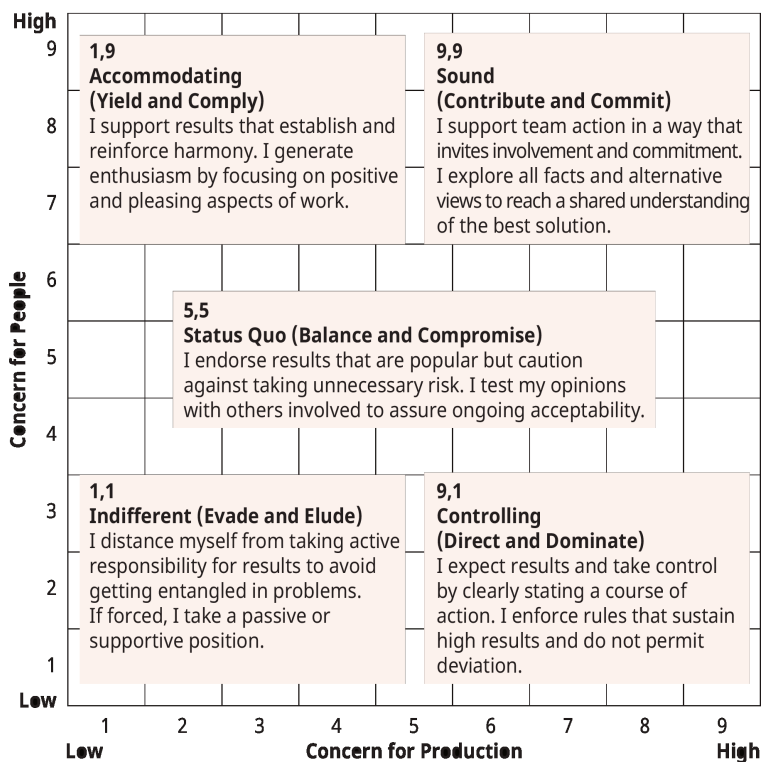 High
9
8
7
6
5
4
3
2
1
Low
Concern for People
1,9
Accommodating
(Yield and Comply)
I support results that establish and
reinforce harmony. I generate
enthusiasm by focusing on positive
and pleasing aspects of work.
9,9
Sound
(Contribute and Commit)
I support team action in a way that
invites involvement and commitment.
I explore all facts and alternative
views to reach a shared understanding
of the best solution.
5,5
Status Quo (Balance and Compromise)
I endorse results that are popular but caution
against taking unnecessary risk. I test my opinions
with others involved to assure ongoing acceptability.
1,1
Indifferent (Evade and Elude)
I distance myself from taking active
responsibility for results to avoid
getting entangled in problems.
If forced, I take a passive or
supportive position.
9,1
Controlling
(Direct and Dominate)
I expect results and take control
by clearly stating a course of
action. I enforce rules that sustain
high results and do not permit
deviation.
1 2 3 4 5 6 7 8 9
Low Concern for Production High